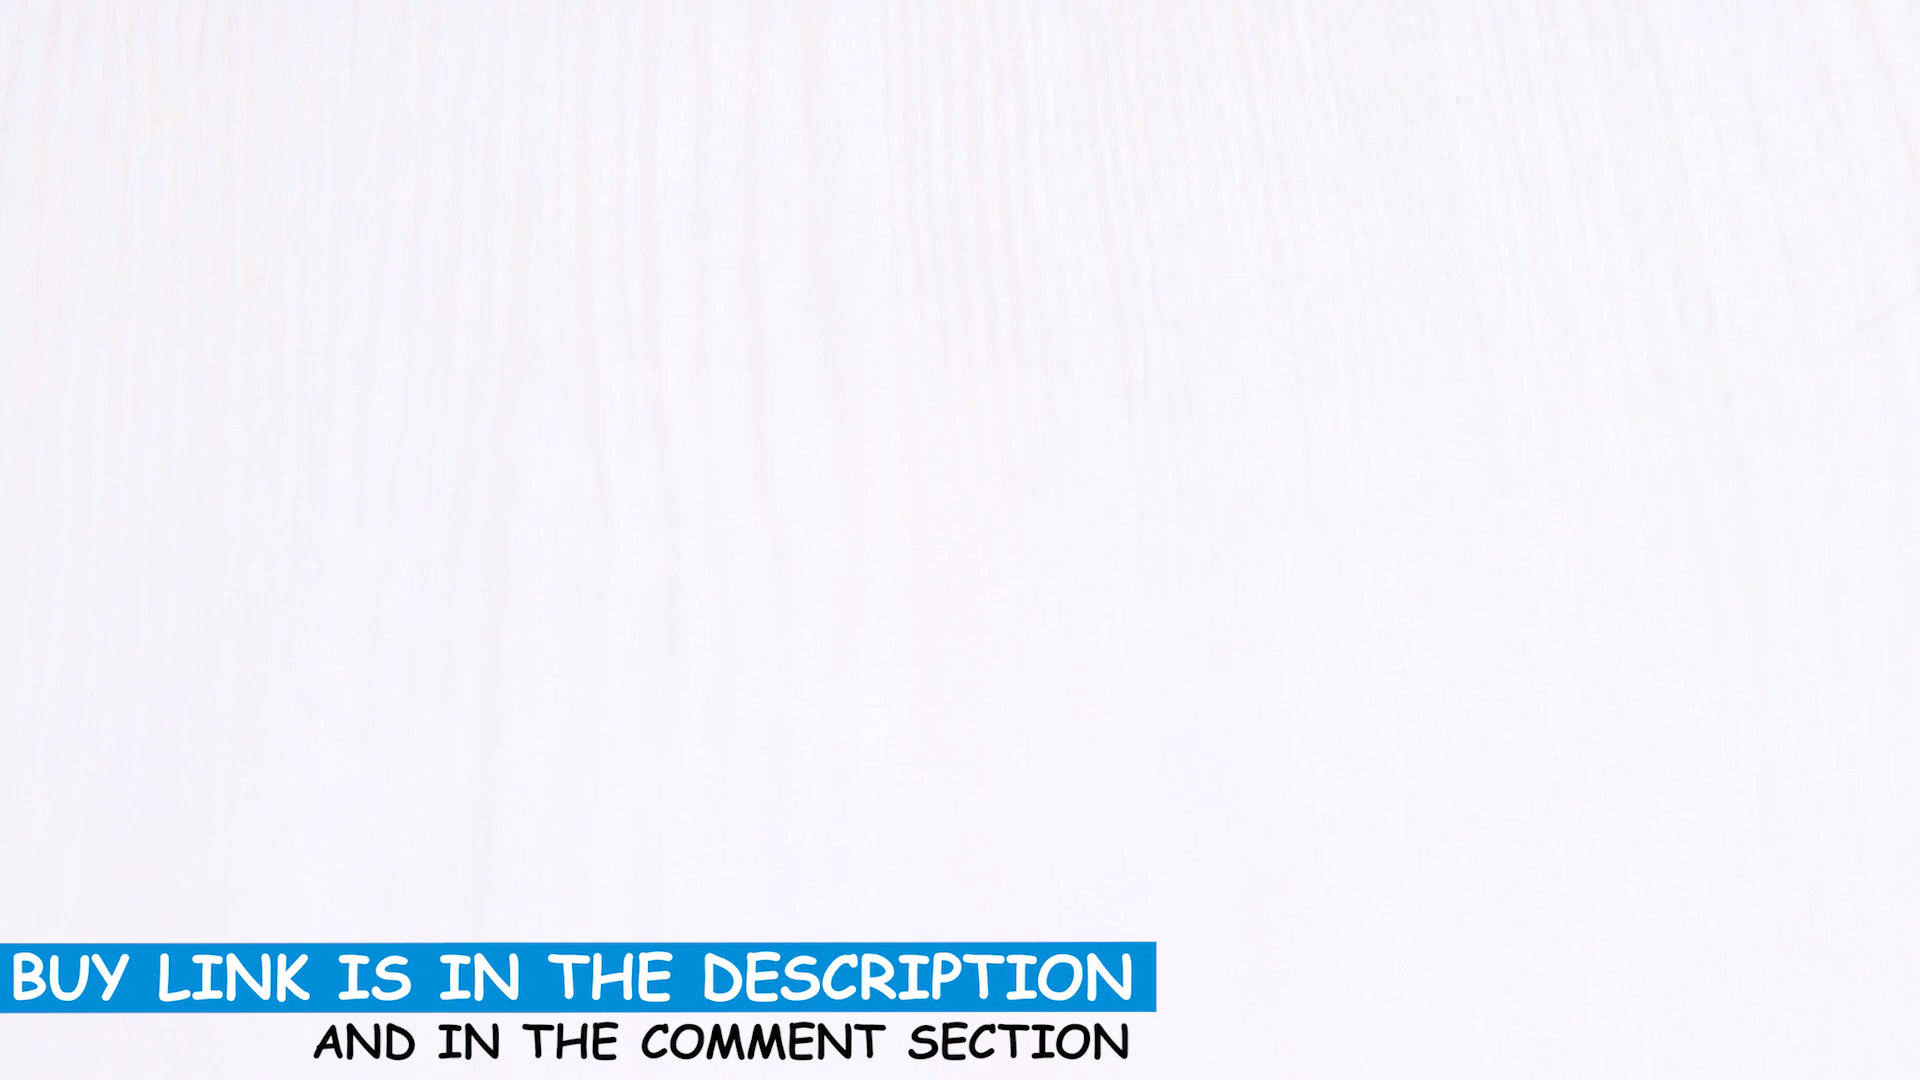 BUY LINK IS IN THE DESCRIPTION
AND IN THE COMMENT SECTION